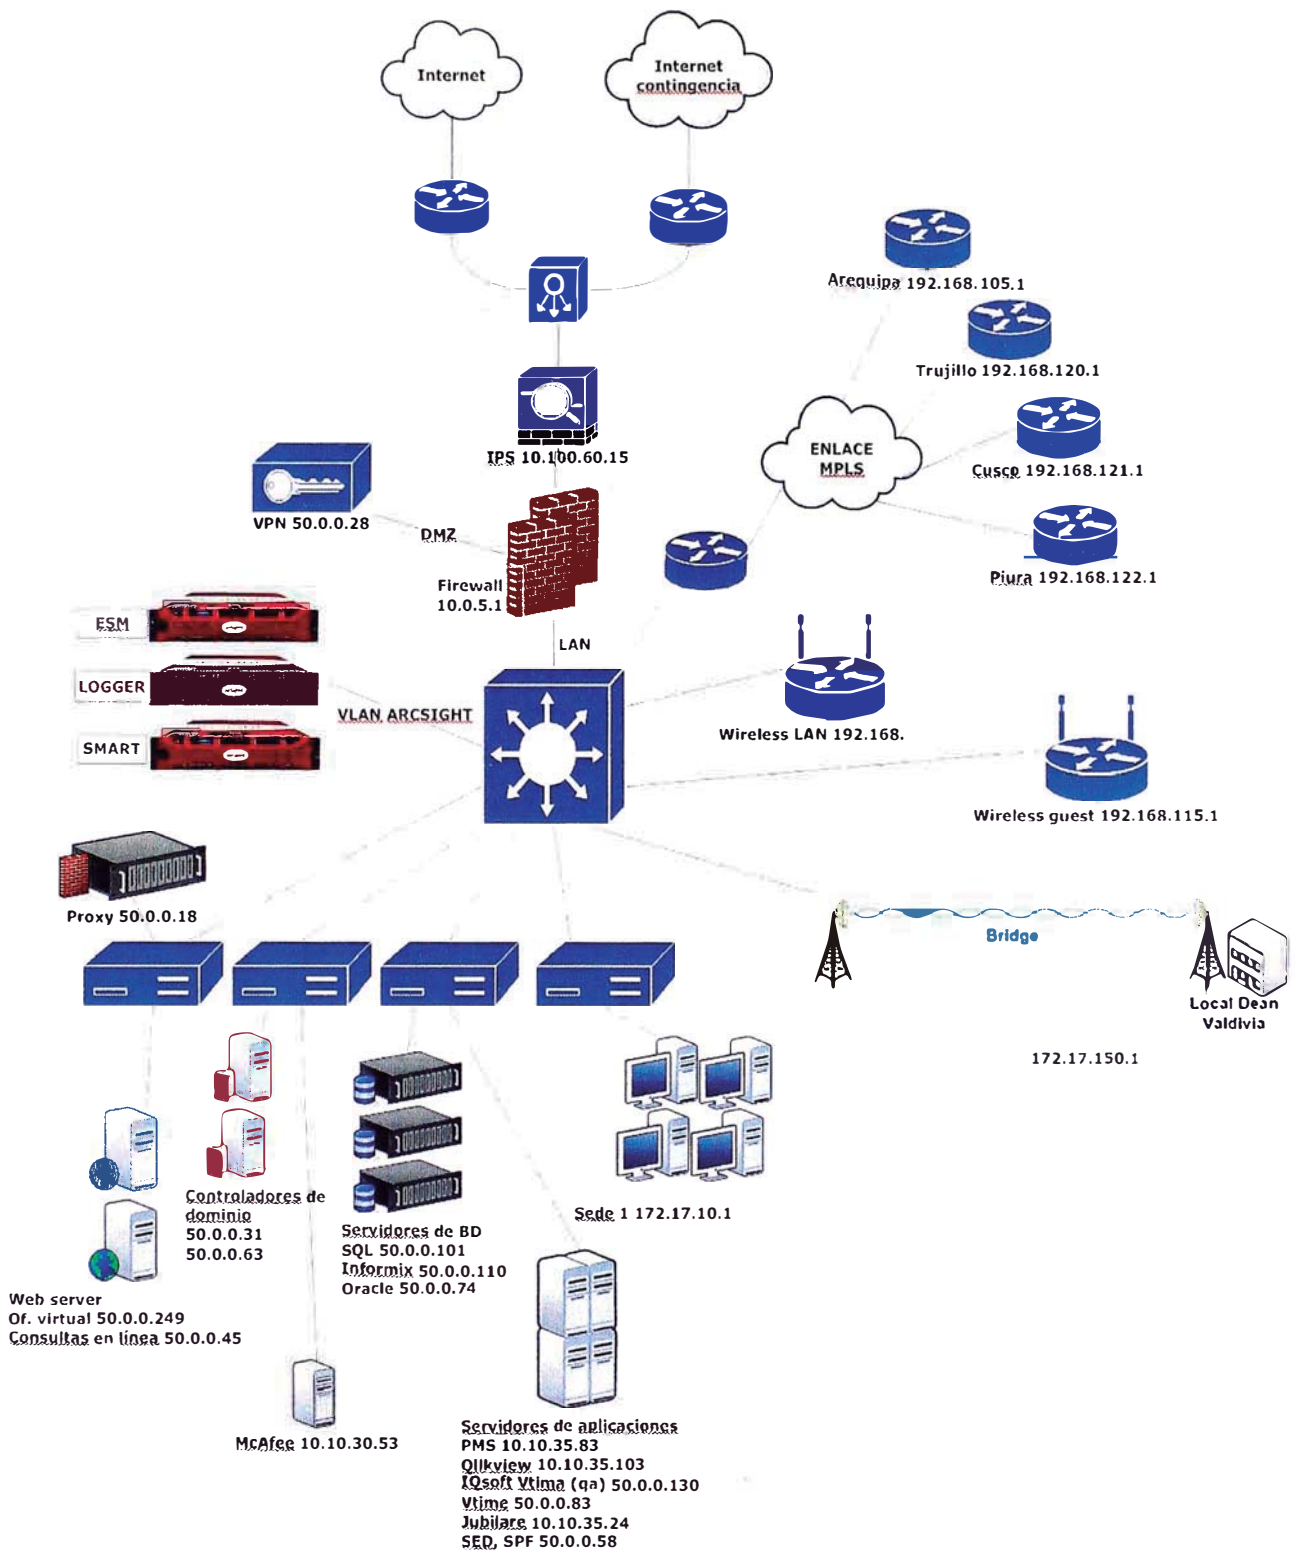 Internet
Internet
contingencia
Arequipa 192.168.105.1
Trujillo 192.168.120.1
ENLACE
MPLS
Cusco 192.168.121.1
IPS 10.100.60.15
VPN 50.0.0.28
DMZ
Piura 192.168.122.1
Firewall
10.0.5.1
ESM
LAN
LOGGER
VLAN ARCSIGHT
SMART
Wireless LAN 192.168.
Wireless guest 192.168.115.1
Proxy 50.0.0.18
Bridge
Local Dean
Valdivia
172.17.150.1
Controladores de
dominio
50.0.0.31
50.0.0.63
Sede 1 172.17.10.1
Servidores de BD
SQL 50.0.0.101
Informix 50.0.0.110
Oracle 50.0.0.74
Web server
Of. virtual 50.0.0.249
Consultas en línea 50.0.0.45
McAfee 10.10.30.53
Servidores de aplicaciones
PMS 10.10.35.83
Qlikview 10.10.35.103
IQsoft Vtima (qa) 50.0.0.130
Vtime 50.0.0.83
Jubilare 10.10.35.24
SED, SPF 50.0.0.58